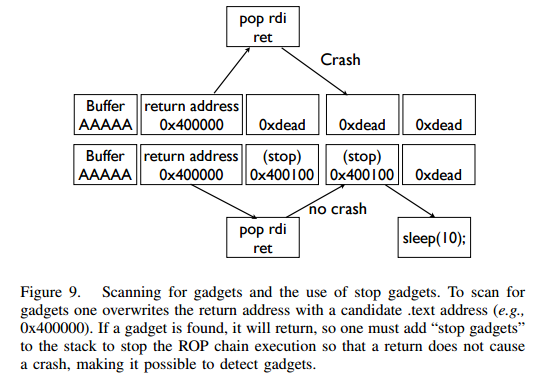 pop rdi
ret
Crash
Buffer
AAAAA
return address
0x400000
0xdead
0xdead
0xdead
Buffer
AAAAA
return address
0x400000
(stop)
0x400100
(stop)
0x400100
0xdead
no crash
pop rdi
ret
sleep(10);
Figure 9. Scanning for gadgets and the use of stop gadgets. To scan for
gadgets one overwrites the return address with a candidate .text address (e.g.,
0x400000). If a gadget is found, it will return, so one must add “stop gadgets”
to the stack to stop the ROP chain execution so that a return does not cause
a crash, making it possible to detect gadgets.